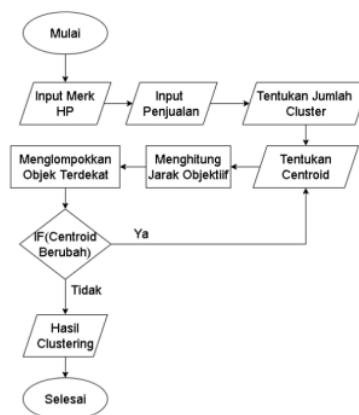 Mulai
Input Merk
HP
Input
Penjualan
Tentukan Jumlah
Cluster
Tentukan
Centroid
Menghitung
Jarak Objektiif
Menglompokkan
Objek Terdekat
IF(Centroid
Berubah)
Ya
Tidak
Hasil
Clustering
Selesai